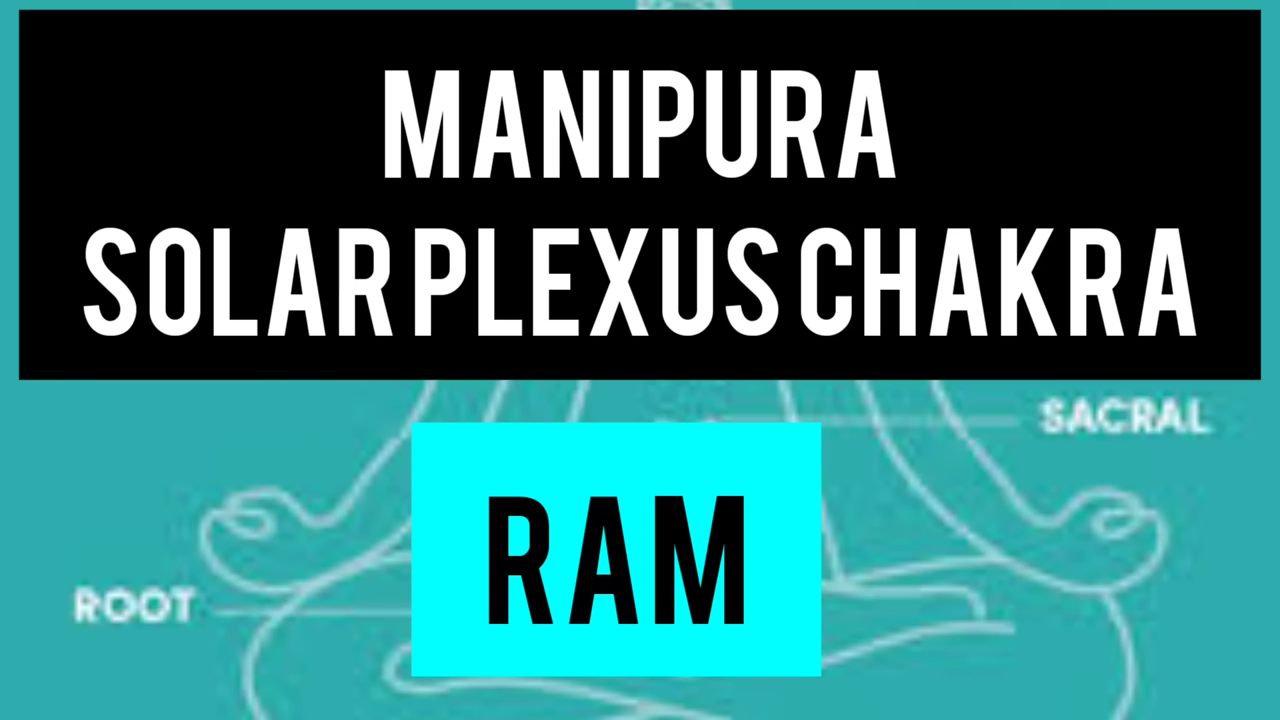 MANIPURA
SOLAR PLEXUS CHAKRA
SACRAL
RAM
ROOT